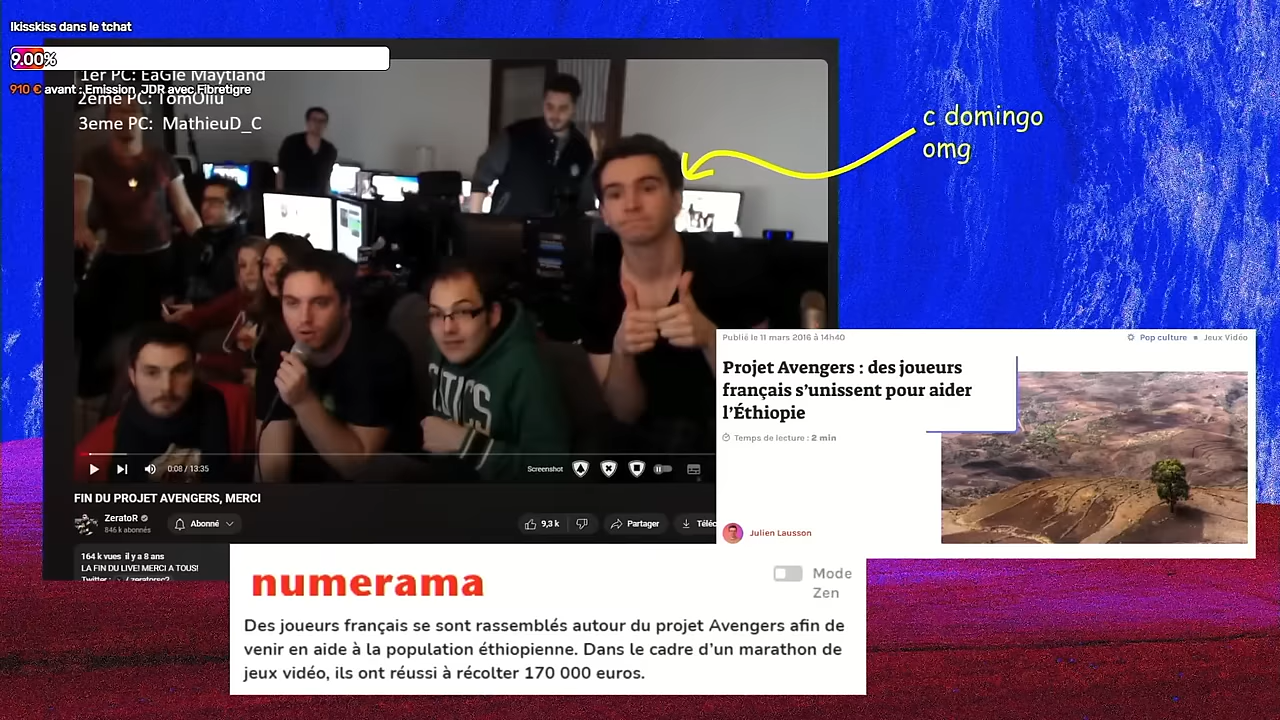 lkisskiss dans le tchat
9.00%
1er PC: EaGle Maytland
910 € avant : Emission JDR avec Fibretigre
2eme PC: TomOliu
3eme PC: MathieuD_C
c domingo
omg
0:08 / 13:35
Screenshot
FIN DU PROJET AVENGERS, MERCI
ZeratoR
846 k abonnés
Abonné
9,3 k
Partager
Téléc
164 k vues il y a 8 ans
LA FIN DU LIVE! MERCI A TOUS!
Twitter : / zeratorsc2
Publié le 11 mars 2016 à 14h40
Pop culture
Jeux Vidéo
Projet Avengers : des joueurs
français s’unissent pour aider
l’Éthiopie
Temps de lecture : 2 min
Julien Lausson
numerama
Mode
Zen
Des joueurs français se sont rassemblés autour du projet Avengers afin de
venir en aide à la population éthiopienne. Dans le cadre d’un marathon de
jeux vidéo, ils ont réussi à récolter 170 000 euros.